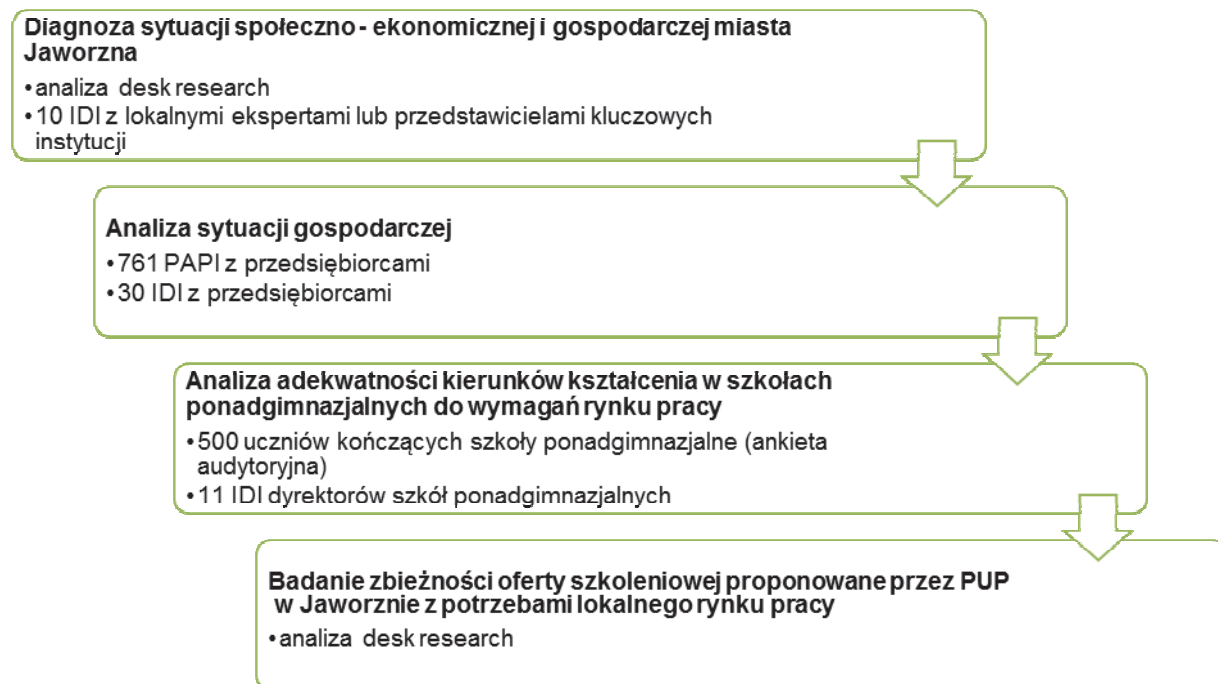 Diagnoza sytuacji społeczno - ekonomicznej i gospodarczej miasta
Jaworzna
•analiza desk research
•10 IDI z lokalnymi ekspertami lub przedstawicielami kluczowych
instytucji
Analiza sytuacji gospodarczej
•761 PAPI z przedsiębiorcami
•30 IDI z przedsiębiorcami
Analiza adekwatności kierunków kształcenia w szkołach
ponadgimnazjalnych do wymagań rynku pracy
•500 uczniów kończących szkoły ponadgimnazjalne (ankieta
audytoryjna)
•11 IDI dyrektorów szkół ponadgimnazjalnych
Badanie zbieżności oferty szkoleniowej proponowane przez PUP
w Jaworznie z potrzebami lokalnego rynku pracy
•analiza desk research